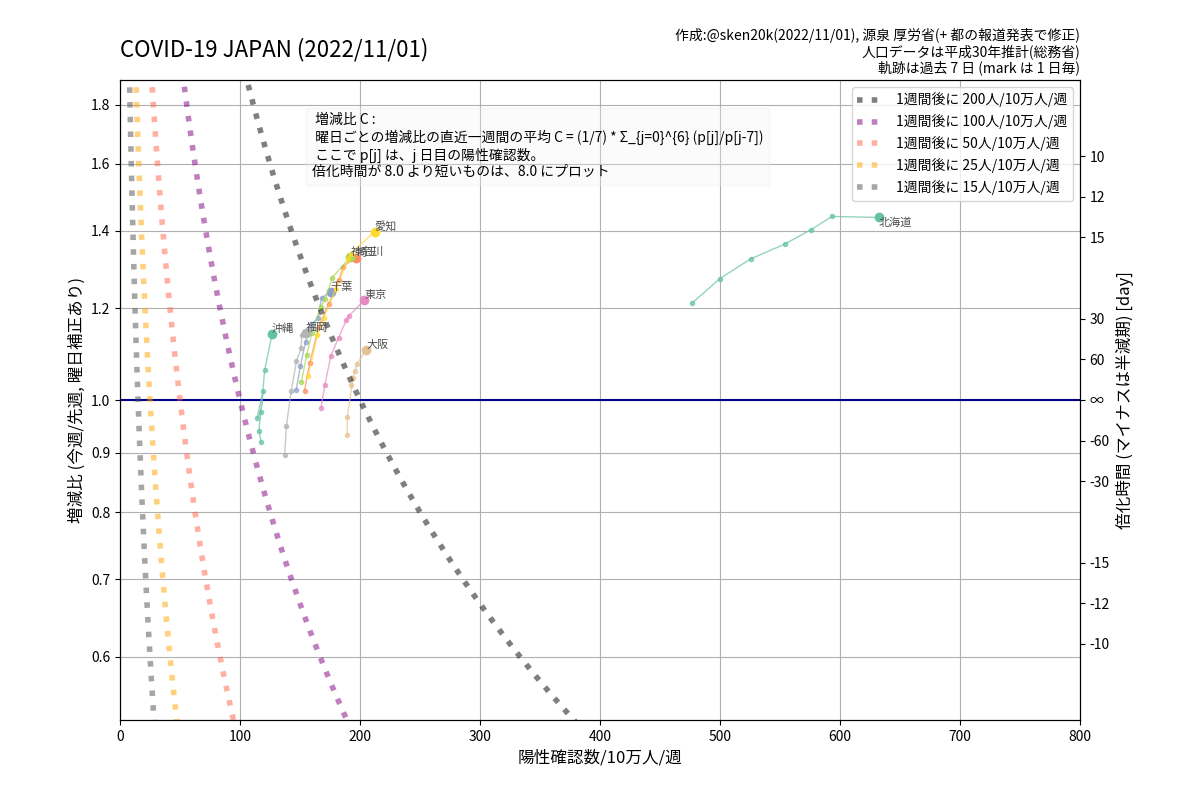 COVID-19 JAPAN (2022/11/01)
作成:@sken20k(2022/11/01), 源泉 厚労省(+ 都の報道発表で修正)
人口データは平成30年推計(総務省)
軌跡は過去 7 日 (mark は 1 日毎)
増減比 C :
曜日ごとの増減比の直近一週間の平均 C = (1/7) * Σ_{j=0}^{6} (p[j]/p[j-7])
ここで p[j] は、j 日目の陽性確認数。
倍化時間が 8.0 より短いものは、8.0 にプロット
1週間後に 200人/10万人/週
1週間後に 100人/10万人/週
1週間後に 50人/10万人/週
1週間後に 25人/10万人/週
1週間後に 15人/10万人/週
北海道
愛知
千葉
東京
沖縄
福岡
大阪
増減比 (今週/先週, 曜日補正あり)
1.8
1.6
1.4
1.2
1.0
0.9
0.8
0.7
0.6
10
12
15
30
60
∞
-60
-30
-15
-12
-10
倍化時間 (マイナスは半減期) [day]
0 100 200 300 400 500 600 700 800
陽性確認数/10万人/週